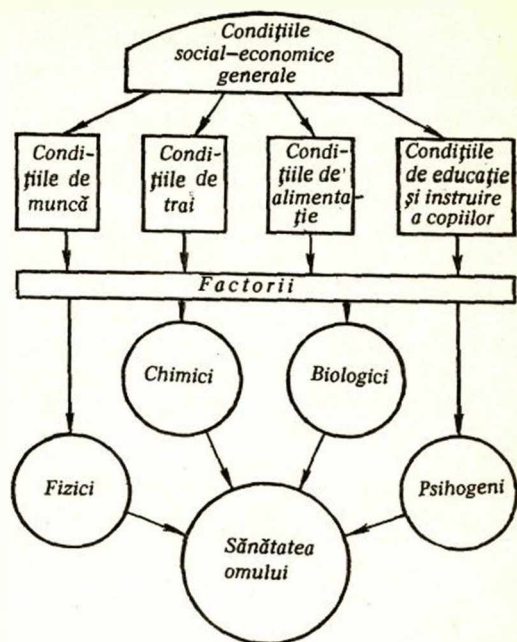 Condițiile
social-economice
generale
Condi-
țiile de
muncă
Condi-
țiile de
trai
Condi-
țiile de
alimenta-
ție
Condițiile
de educație
și instruire
a copiilor
Factorii
Chimici
Biologici
Fizici
Psihogeni
Sănătatea
omului